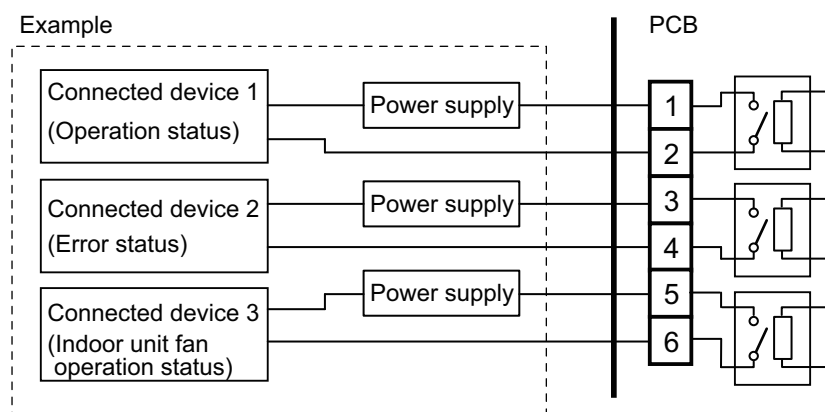 Example
PCB
Connected device 1
(Operation status)
Power supply
1
2
Connected device 2
(Error status)
Power supply
3
4
Connected device 3
(Indoor unit fan
operation status)
Power supply
5
6